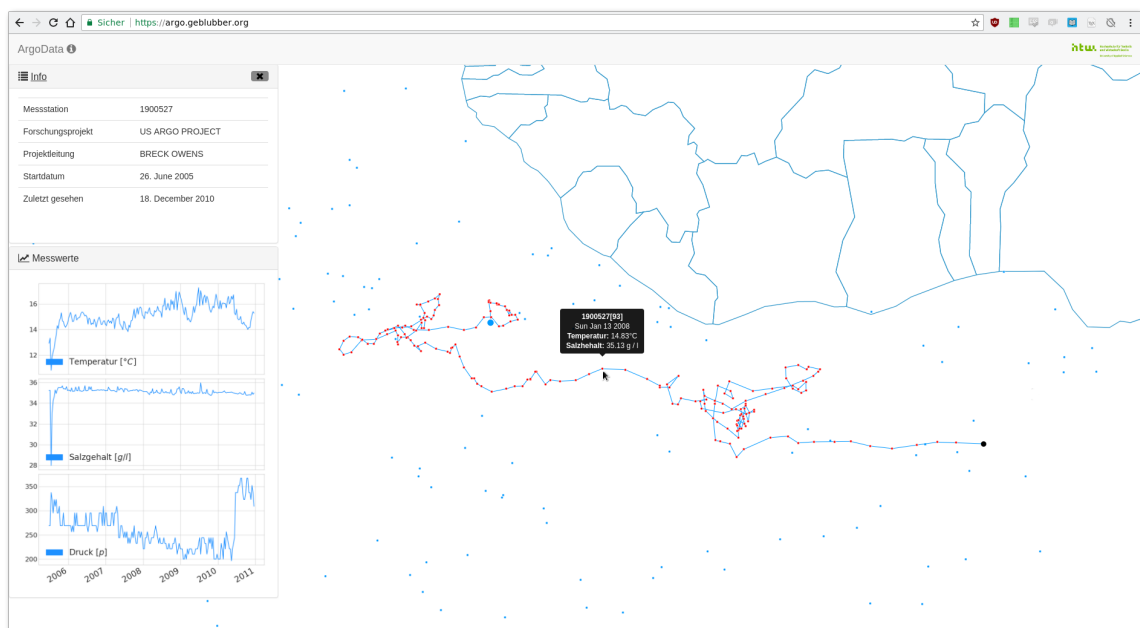 Sicher https://argo.geblubber.org
ArgoData
htw.
Info
Messstation 1900527
Forschungsprojekt US ARGO PROJECT
Projektleitung BRECK OWENS
Startdatum 26. June 2005
Zuletzt gesehen 18. December 2010
Messwerte
16
14
12
Temperatur [°C]
36
34
32
30
28
Salzgehalt [g/l]
350
300
250
200
Druck [p]
2006 2007 2008 2009 2010 2011
1900527[93]
Sun Jan 13 2008
Temperatur: 14.83°C
Salzhehalt: 35.13 g / l